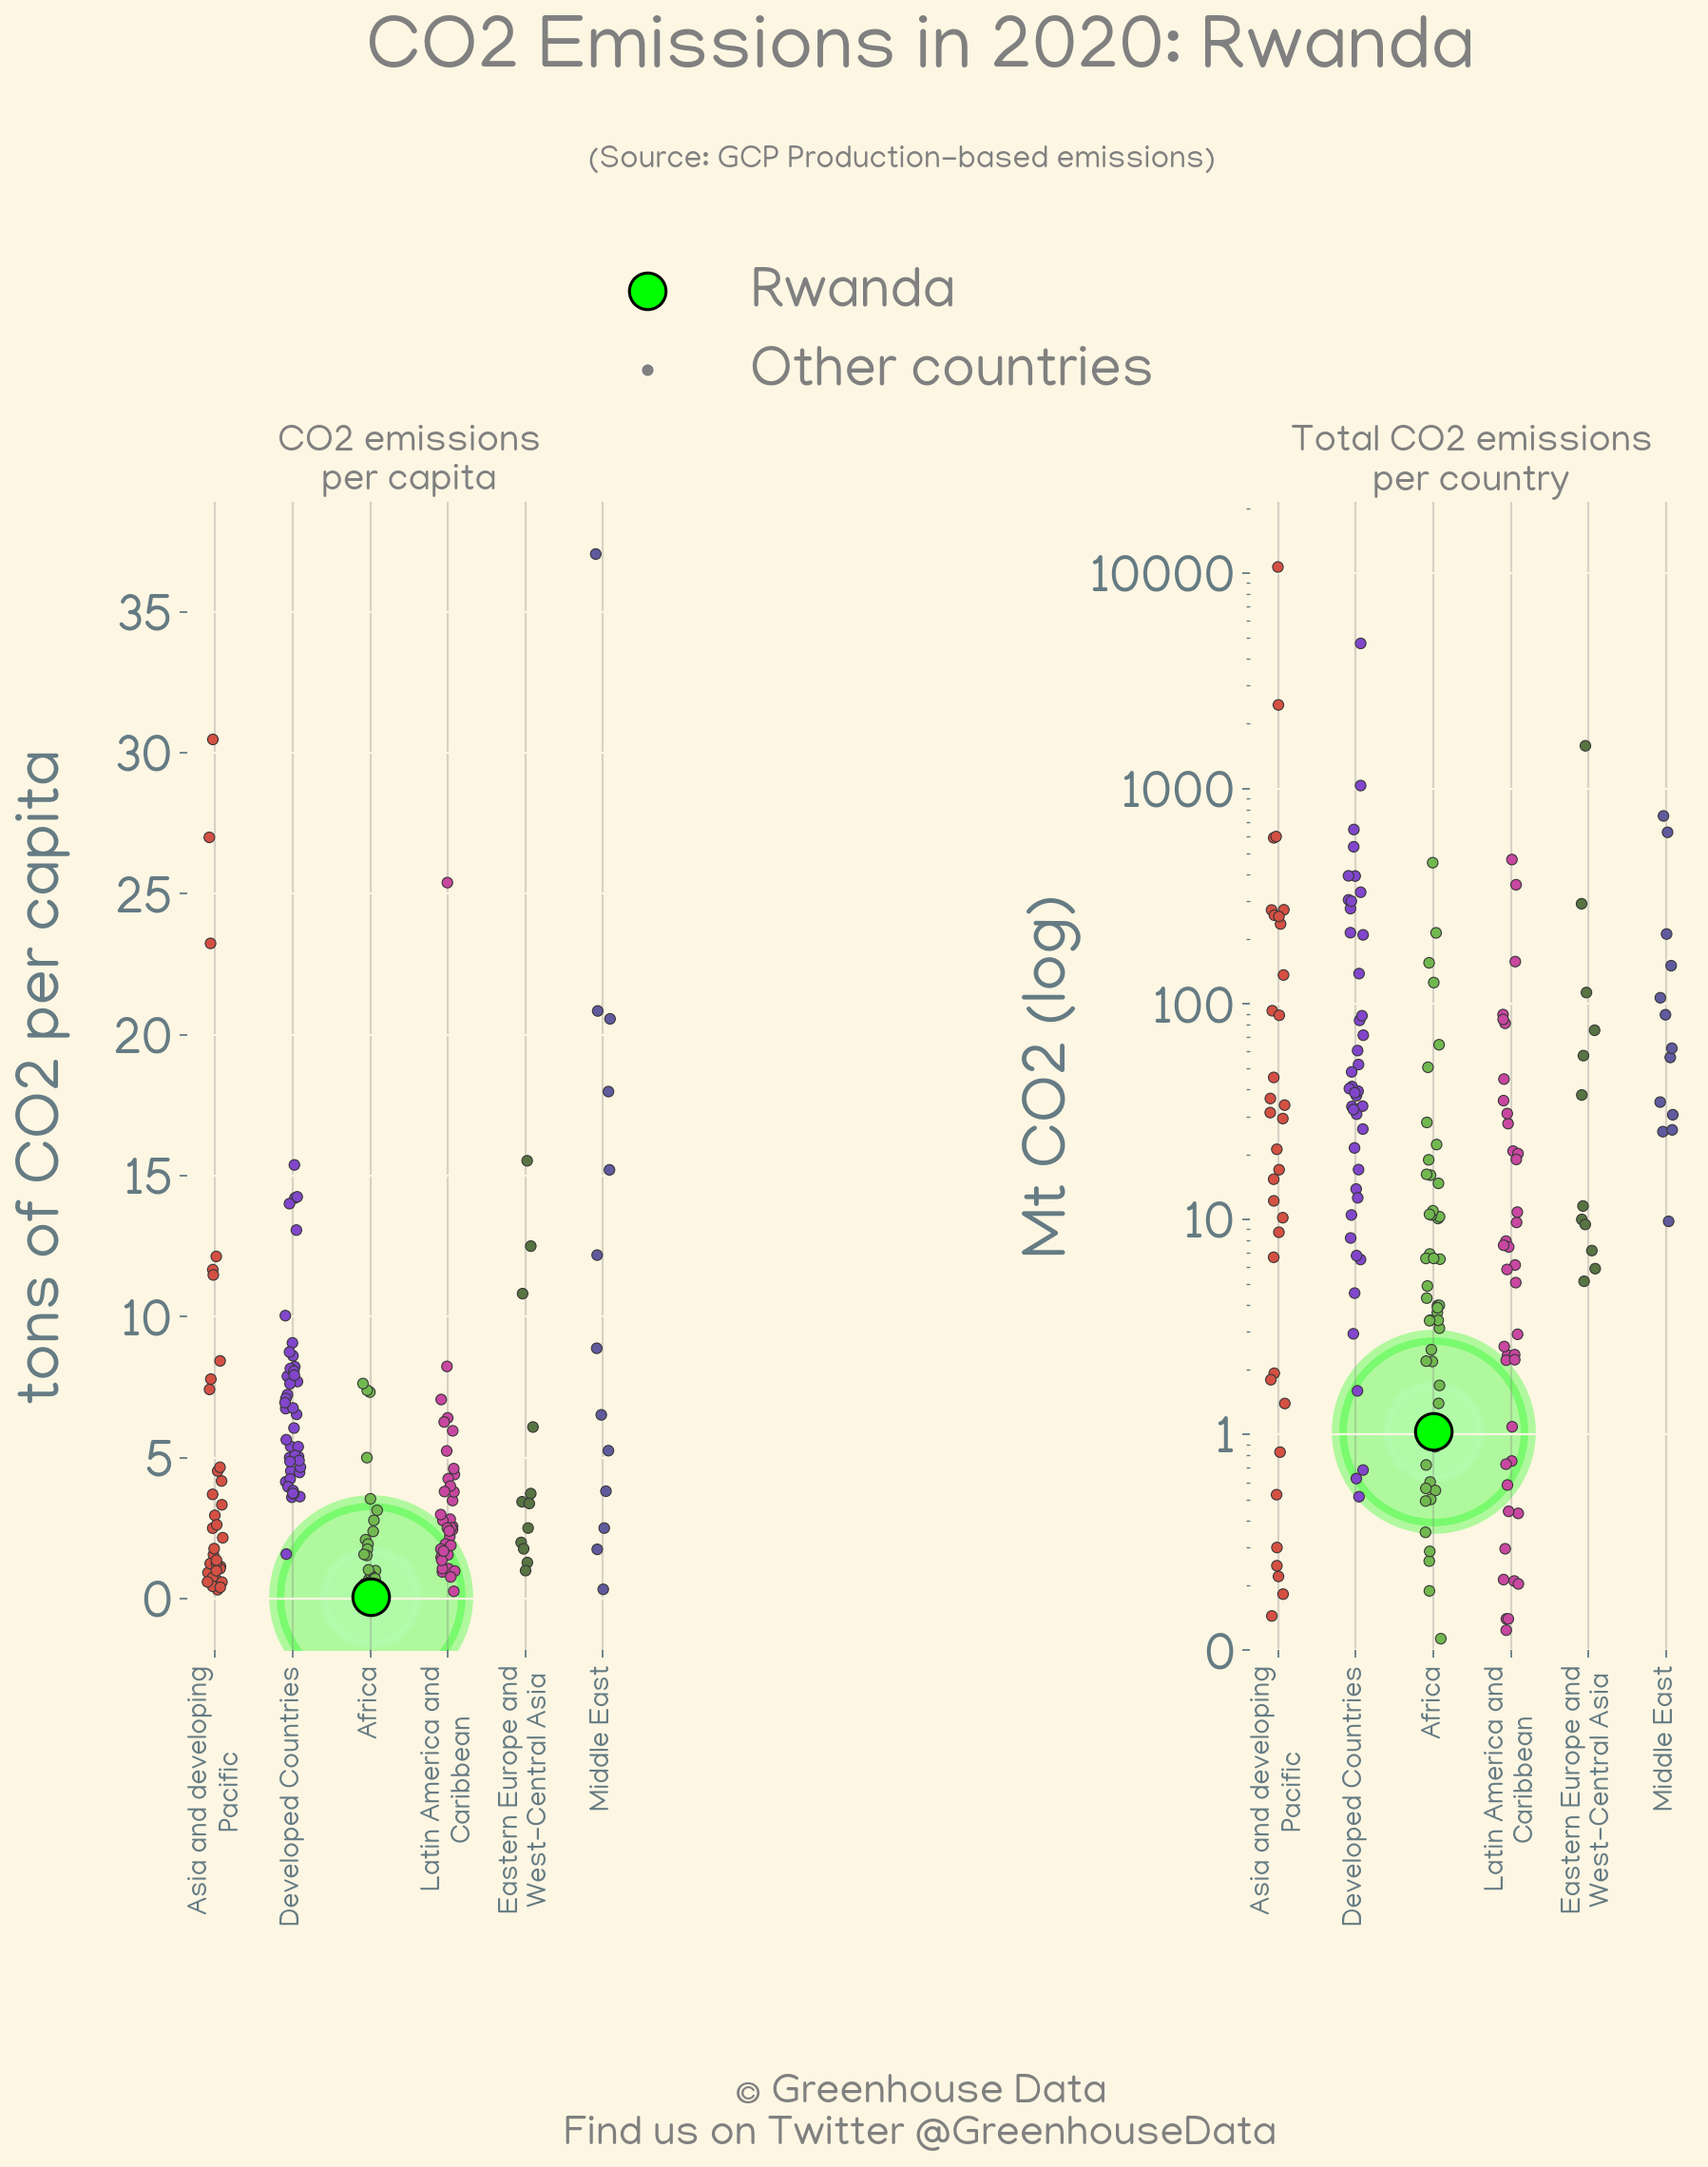 CO2 Emissions in 2020: Rwanda
(Source: GCP Production-based emissions)
Rwanda
Other countries
CO2 emissions
per capita
tons of CO2 per capita
35
30
25
20
15
10
5
0
Asia and developing
Pacific
Developed Countries
Africa
Latin America and
Caribbean
Eastern Europe and
West-Central Asia
Middle East
Total CO2 emissions
per country
Mt CO2 (log)
10000
1000
100
10
1
0
Asia and developing
Pacific
Developed Countries
Africa
Latin America and
Caribbean
Eastern Europe and
West-Central Asia
Middle East
© Greenhouse Data
Find us on Twitter @GreenhouseData